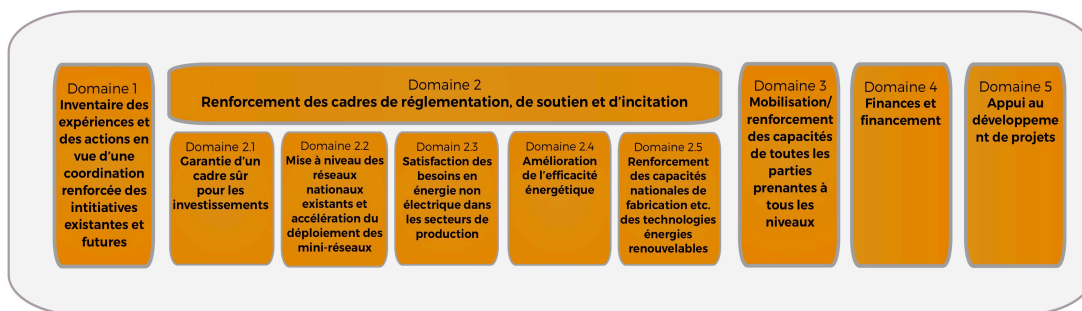 Domaine 1
Inventaire des
expériences et
des actions en
vue d'une
coordination
renforcée des
intitiatives
existantes et
futures
Domaine 2
Renforcement des cadres de réglementation, de soutien et d'incitation
Domaine 2.1
Garantie d'un
cadre sûr
pour les
investissements
Domaine 2.2
Mise à niveau des
réseaux
nationaux
existants et
accélération du
déploiement des
mini-réseaux
Domain 2.3
Satisfaction des
besoins en
énergie non
électrique dans
les secteurs de
production
Domaine 2.4
Amélioration
de l'efficacité
énergétique
Domaine 2.5
Renforcement
des capacités
nationales de
fabrication etc.
des technologies
énergies
renouvelables
Domaine 3
Mobilisation/
renforcement
des capacités
de toutes les
parties
prenantes à
tous les
niveaux
Domaine 4
Finances et
financement
Domaine 5
Appui au
développeme
nt de projets